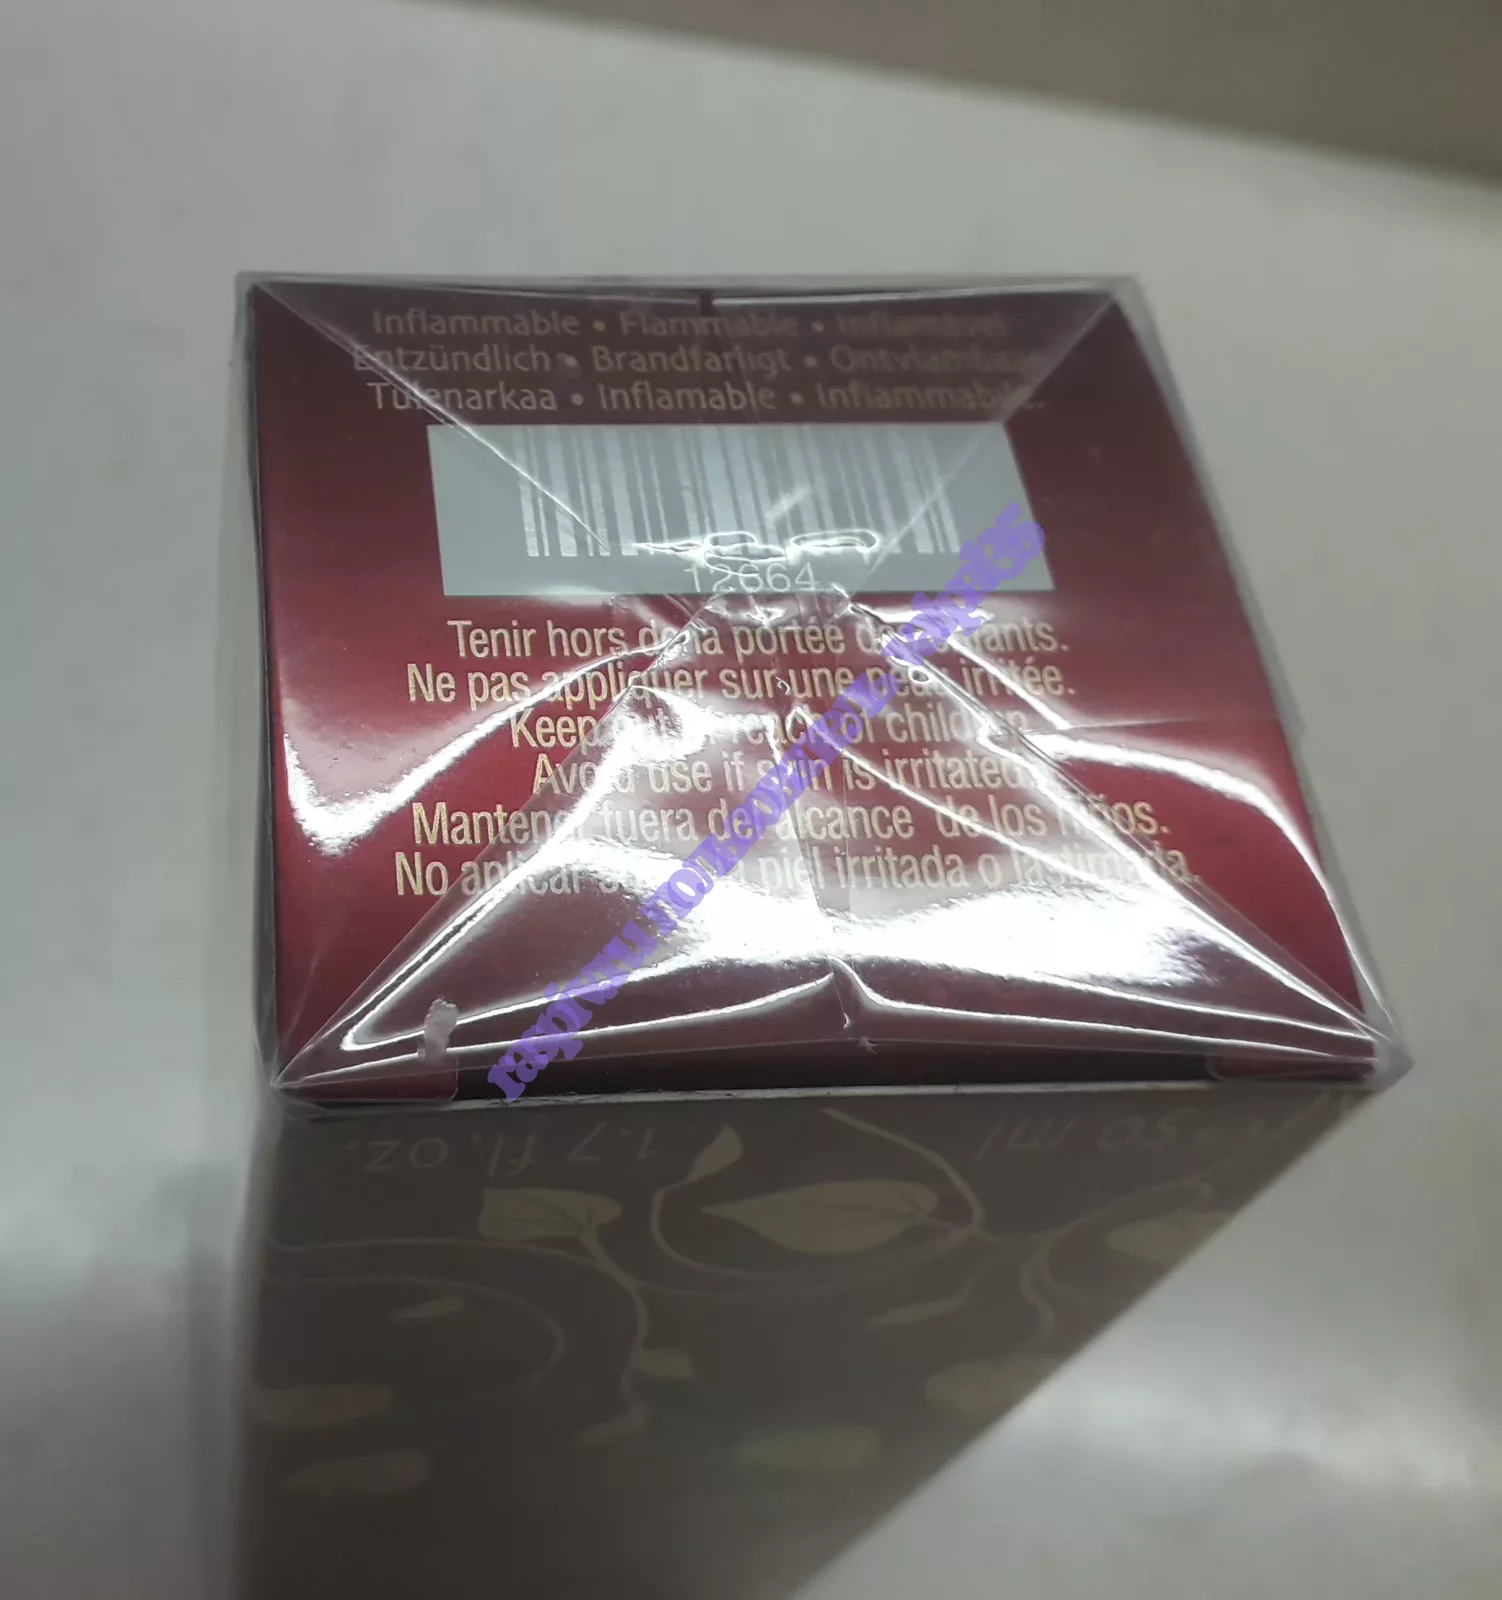 Inflammable • Flammable • Inflamável
Entzündlich • Brandfarligt • Ontvlambaar
Tulenarkaa • Inflamable • Infiammabile.
12664
Tenir hors de la portée des enfants.
Ne pas appliquer sur une peau irritée.
Keep out of reach of children.
Avoid use if skin is irritated.
Mantener fuera del alcance de los niños.
No aplicar sobre la piel irritada o lastimada.
1.7 fl. oz.
50 ml